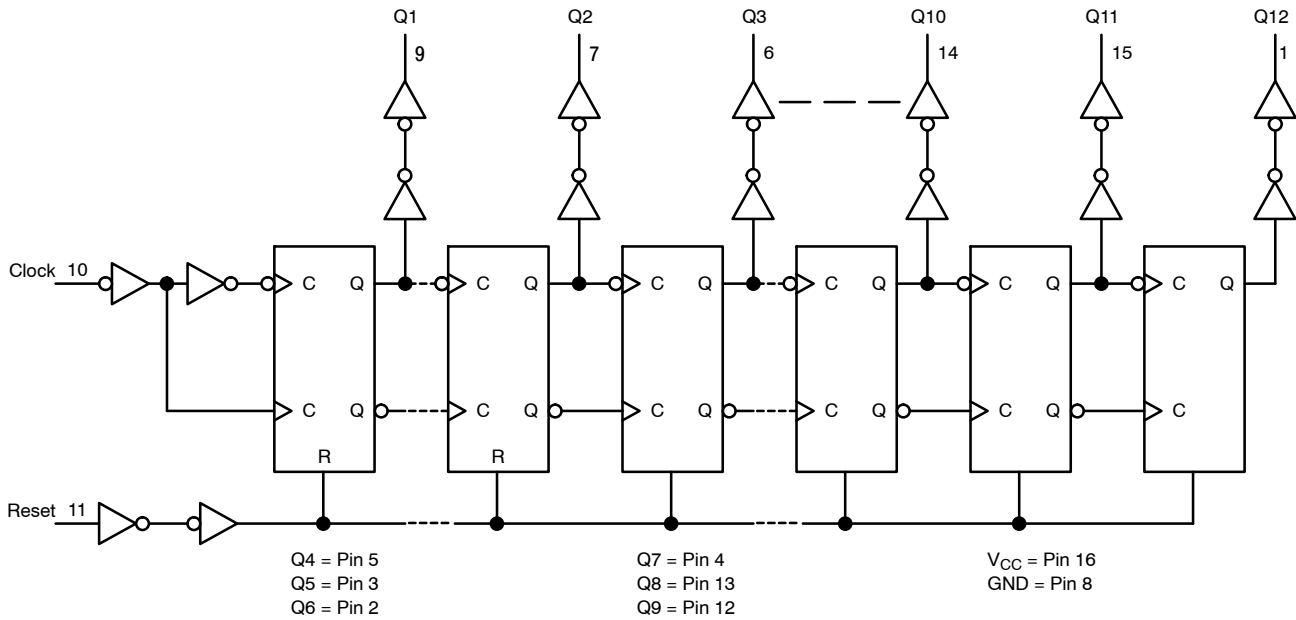 Q1 Q2 Q3 Q10 Q11 Q12
9 7 6 14 15 1
Clock 10 C Q C Q C Q C Q C Q C Q
C Q C Q C Q C Q C Q C
R R
Reset 11
Q4 = Pin 5
Q5 = Pin 3
Q6 = Pin 2
Q7 = Pin 4
Q8 = Pin 13
Q9 = Pin 12
VCC = Pin 16
GND = Pin 8